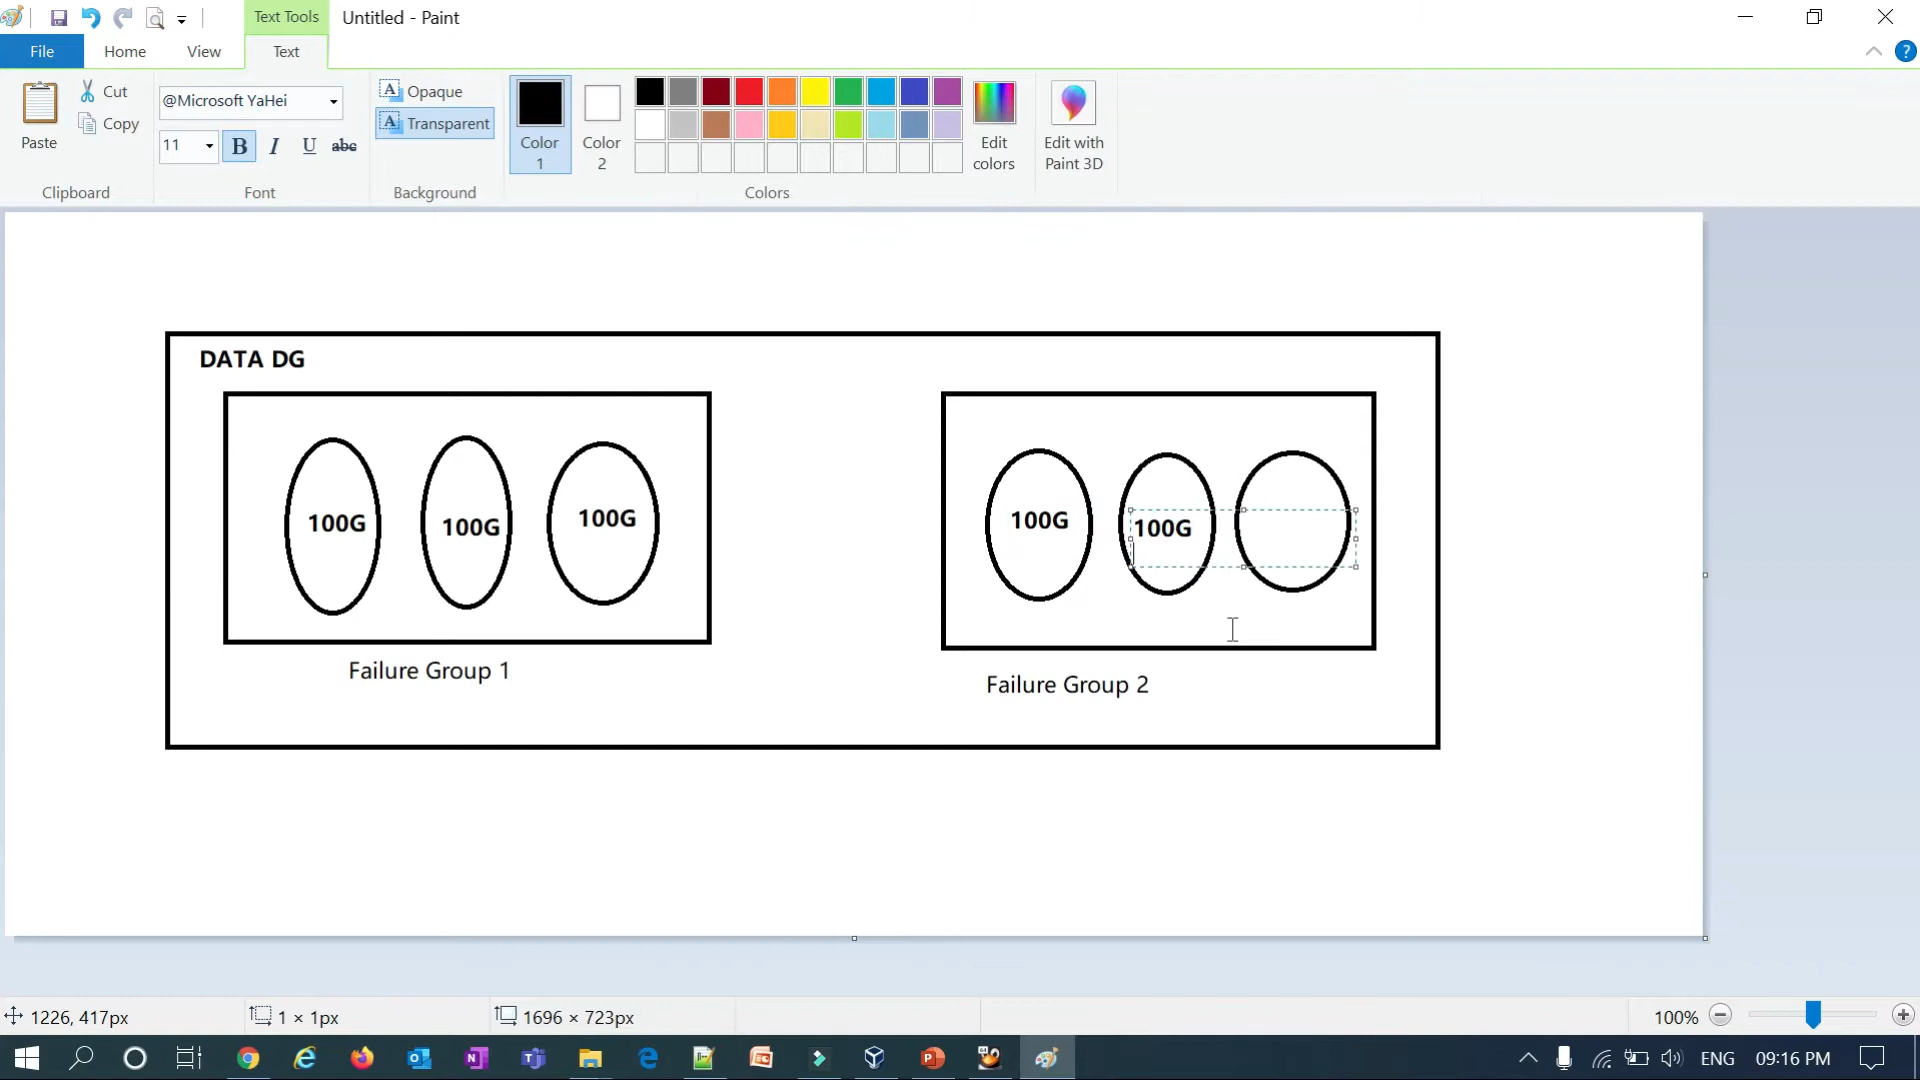 Text Tools
Untitled - Paint
File
Home
View
Text
Paste
Cut
Copy
Clipboard
@Microsoft YaHei
11
B
I
U
abc
Font
A Opaque
A Transparent
Background
Color
1
Color
2
Edit
colors
Colors
Edit with
Paint 3D
DATA DG
100G
100G
100G
100G
100G
Failure Group 1
Failure Group 2
1226, 417px
1 × 1px
1696 × 723px
100%
ENG
09:16 PM